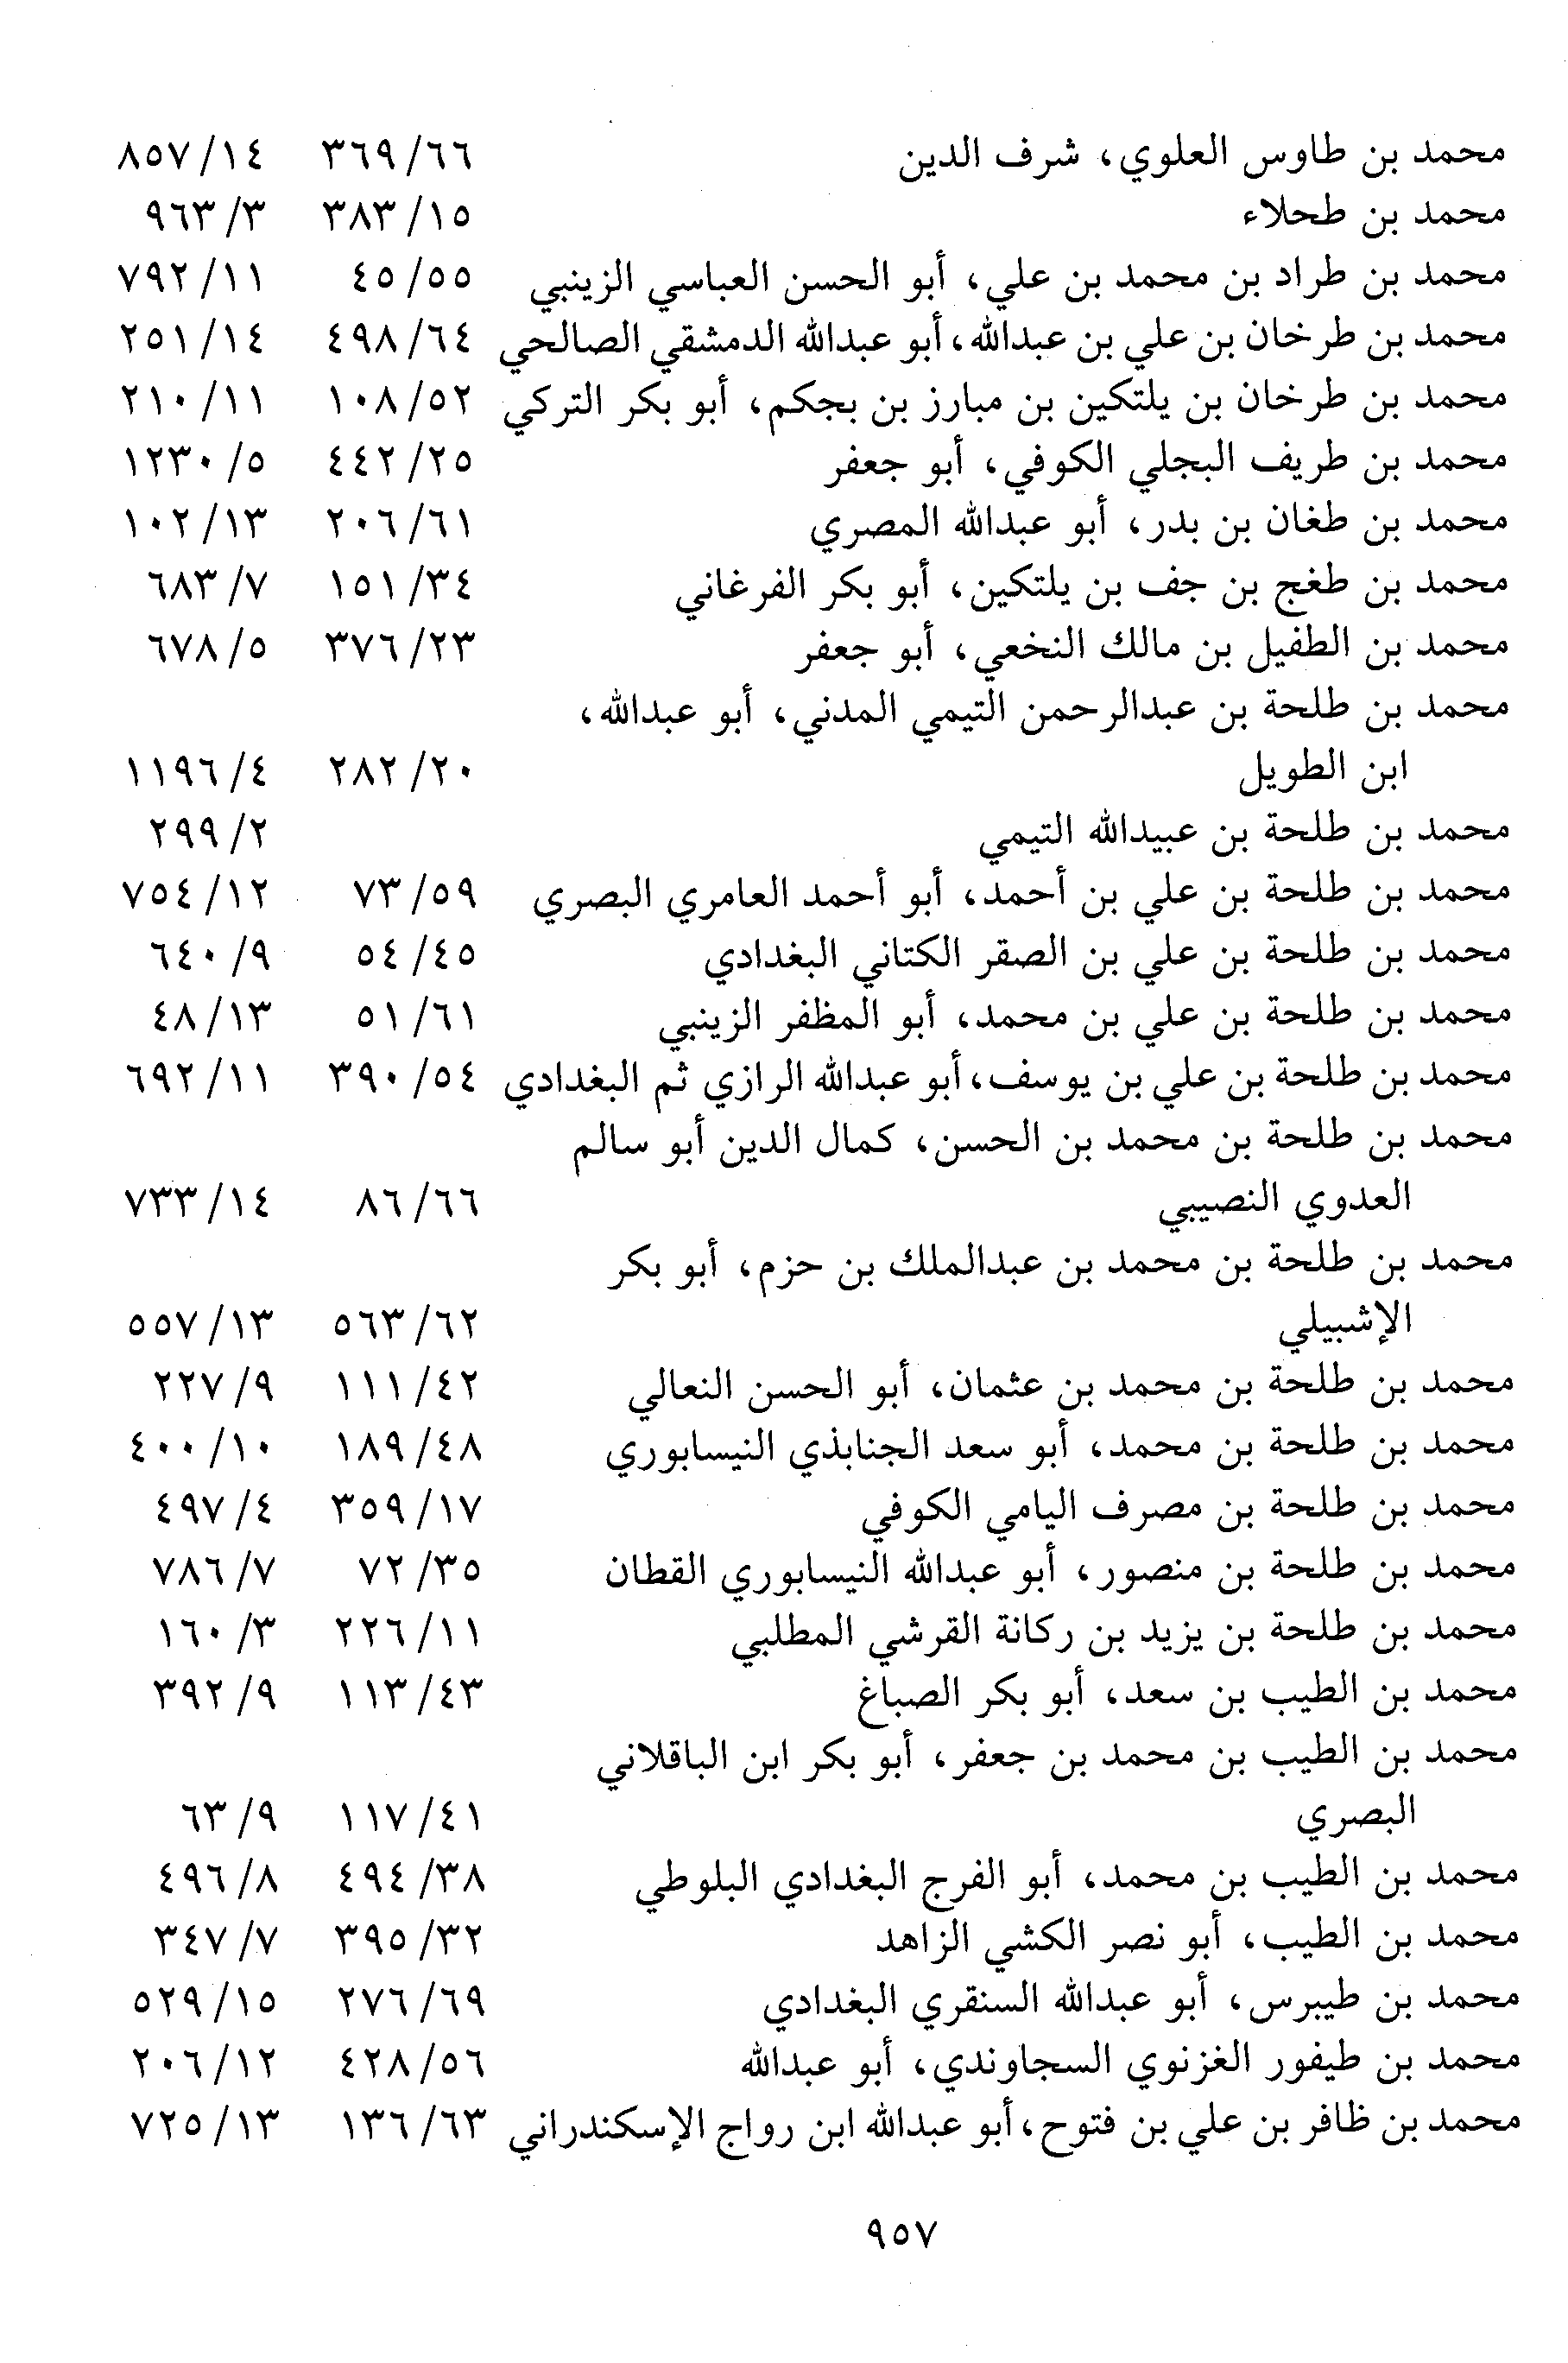 محمد بن طاوس العلوي، شرف الدين ٣٦٩/٦٦ ٨٥٧/١٤
محمد بن طحلاء ٣٨٣/١٥ ٩٦٣/٣
محمد بن طراد بن محمد بن علي، أبو الحسن العباسي الزينبي ٤٥/٥٥ ٧٩٢/١١
محمد بن طرخان بن علي بن عبدالله، أبو عبدالله الدمشقي الصالحي ٤٩٨/٦٤ ٢٥١/١٤
محمد بن طرخان بن يلتكين بن مبارز بن بجكم، أبو بكر التركي ١٠٨/٥٢ ٢١٠/١١
محمد بن طريف البجلي الكوفي، أبو جعفر ٤٤٢/٢٥ ١٢٣٠/٥
محمد بن طغان بن بدر، أبو عبدالله المصري ٢٠٦/٦١ ١٠٢/١٣
محمد بن طغج بن جف بن يلتكين، أبو بكر الفرغاني ١٥١/٣٤ ٦٨٣/٧
محمد بن الطفيل بن مالك النخعي، أبو جعفر ٣٧٦/٢٣ ٦٧٨/٥
محمد بن طلحة بن عبدالرحمن التيمي المدني، أبو عبدالله،
ابن الطويل ٢٨٢/٢٠ ١١٩٦/٤
محمد بن طلحة بن عبيدالله التيمي ٢٩٩/٢
محمد بن طلحة بن علي بن أحمد، أبو أحمد العامري البصري ٧٣/٥٩ ٧٥٤/١٢
محمد بن طلحة بن علي بن الصقر الكتاني البغدادي ٥٤/٤٥ ٦٤٠/٩
محمد بن طلحة بن علي بن محمد، أبو المظفر الزينبي ٥١/٦١ ٤٨/١٣
محمد بن طلحة بن علي بن يوسف، أبو عبدالله الرازي ثم البغدادي ٣٩٠/٥٤ ٦٩٢/١١
محمد بن طلحة بن محمد بن الحسن، كمال الدين أبو سالم
العدوي النصيبي ٨٦/٦٦ ٧٣٣/١٤
محمد بن طلحة بن محمد بن عبدالملك بن حزم، أبو بكر
الإشبيلي ٥٦٣/٦٢ ٥٥٧/١٣
محمد بن طلحة بن محمد بن عثمان، أبو الحسن النعالي ١١١/٤٢ ٢٢٧/٩
محمد بن طلحة بن محمد، أبو سعد الجنابذي النيسابوري ١٨٩/٤٨ ٤٠٠/١٠
محمد بن طلحة بن مصرف اليامي الكوفي ٣٥٩/١٧ ٤٩٧/٤
محمد بن طلحة بن منصور، أبو عبدالله النيسابوري القطان ٧٢/٣٥ ٧٨٦/٧
محمد بن طلحة بن يزيد بن ركانة القرشي المطلبي ٢٢٦/١١ ١٦٠/٣
محمد بن الطيب بن سعد، أبو بكر الصباغ ١١٣/٤٣ ٣٩٢/٩
محمد بن الطيب بن محمد بن جعفر، أبو بكر ابن الباقلاني
البصري ١١٧/٤١ ٦٣/٩
محمد بن الطيب بن محمد، أبو الفرج البغدادي البلوطي ٤٩٤/٣٨ ٤٩٦/٨
محمد بن الطيب، أبو نصر الكشي الزاهد ٣٩٥/٣٢ ٣٤٧/٧
محمد بن طيبرس، أبو عبدالله السنقري البغدادي ٢٧٦/٦٩ ٥٢٩/١٥
محمد بن طيفور الغزنوي السجاوندي، أبو عبدالله ٤٢٨/٥٦ ٢٠٦/١٢
محمد بن ظافر بن علي بن فتوح، أبو عبدالله ابن رواج الإسكندراني ١٣٦/٦٣ ٧٢٥/١٣
٩٥٧